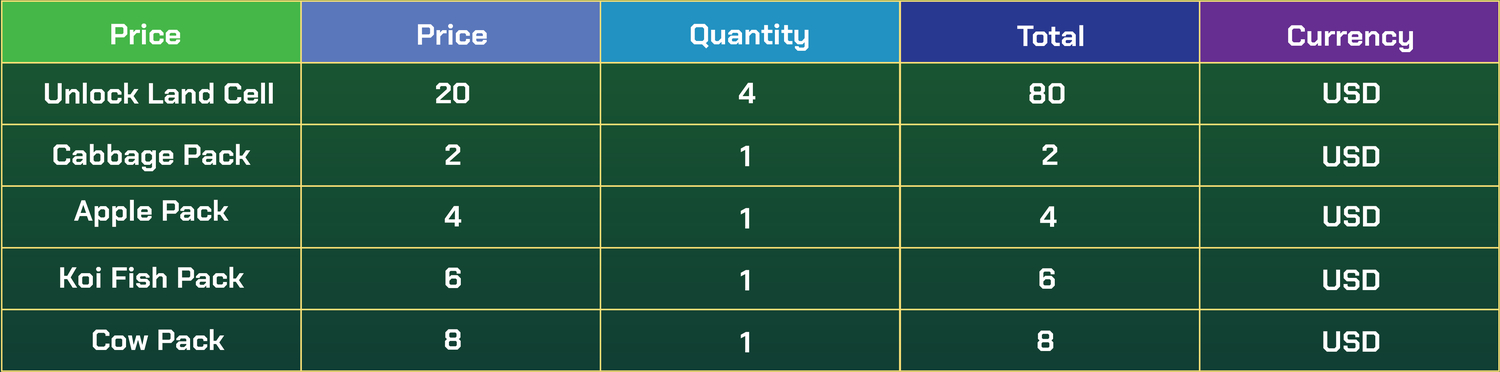 Price Price Quantity Total Currency
Unlock Land Cell 20 4 80 USD
Cabbage Pack 2 1 2 USD
Apple Pack 4 1 4 USD
Koi Fish Pack 6 1 6 USD
Cow Pack 8 1 8 USD